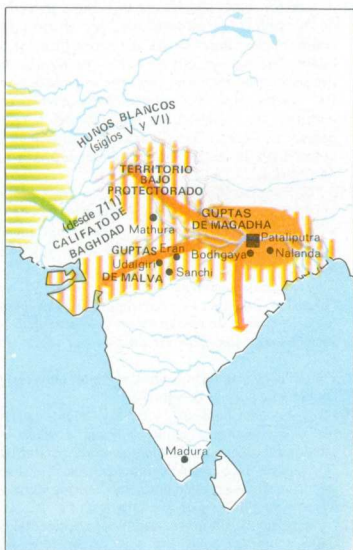 HUNOS BLANCOS
(siglos V y VI)
TERRITORIO
BAJO
PROTECTORADO
(desde 711)
CALIFATO DE
BAGHDAD
Mathura
GUPTAS
DE MAGADHA
Pataliputra
GUPTAS
DE MALVA
Eran
Udaigiri
Sanchi
Bodhgaya
Nalanda
Madura